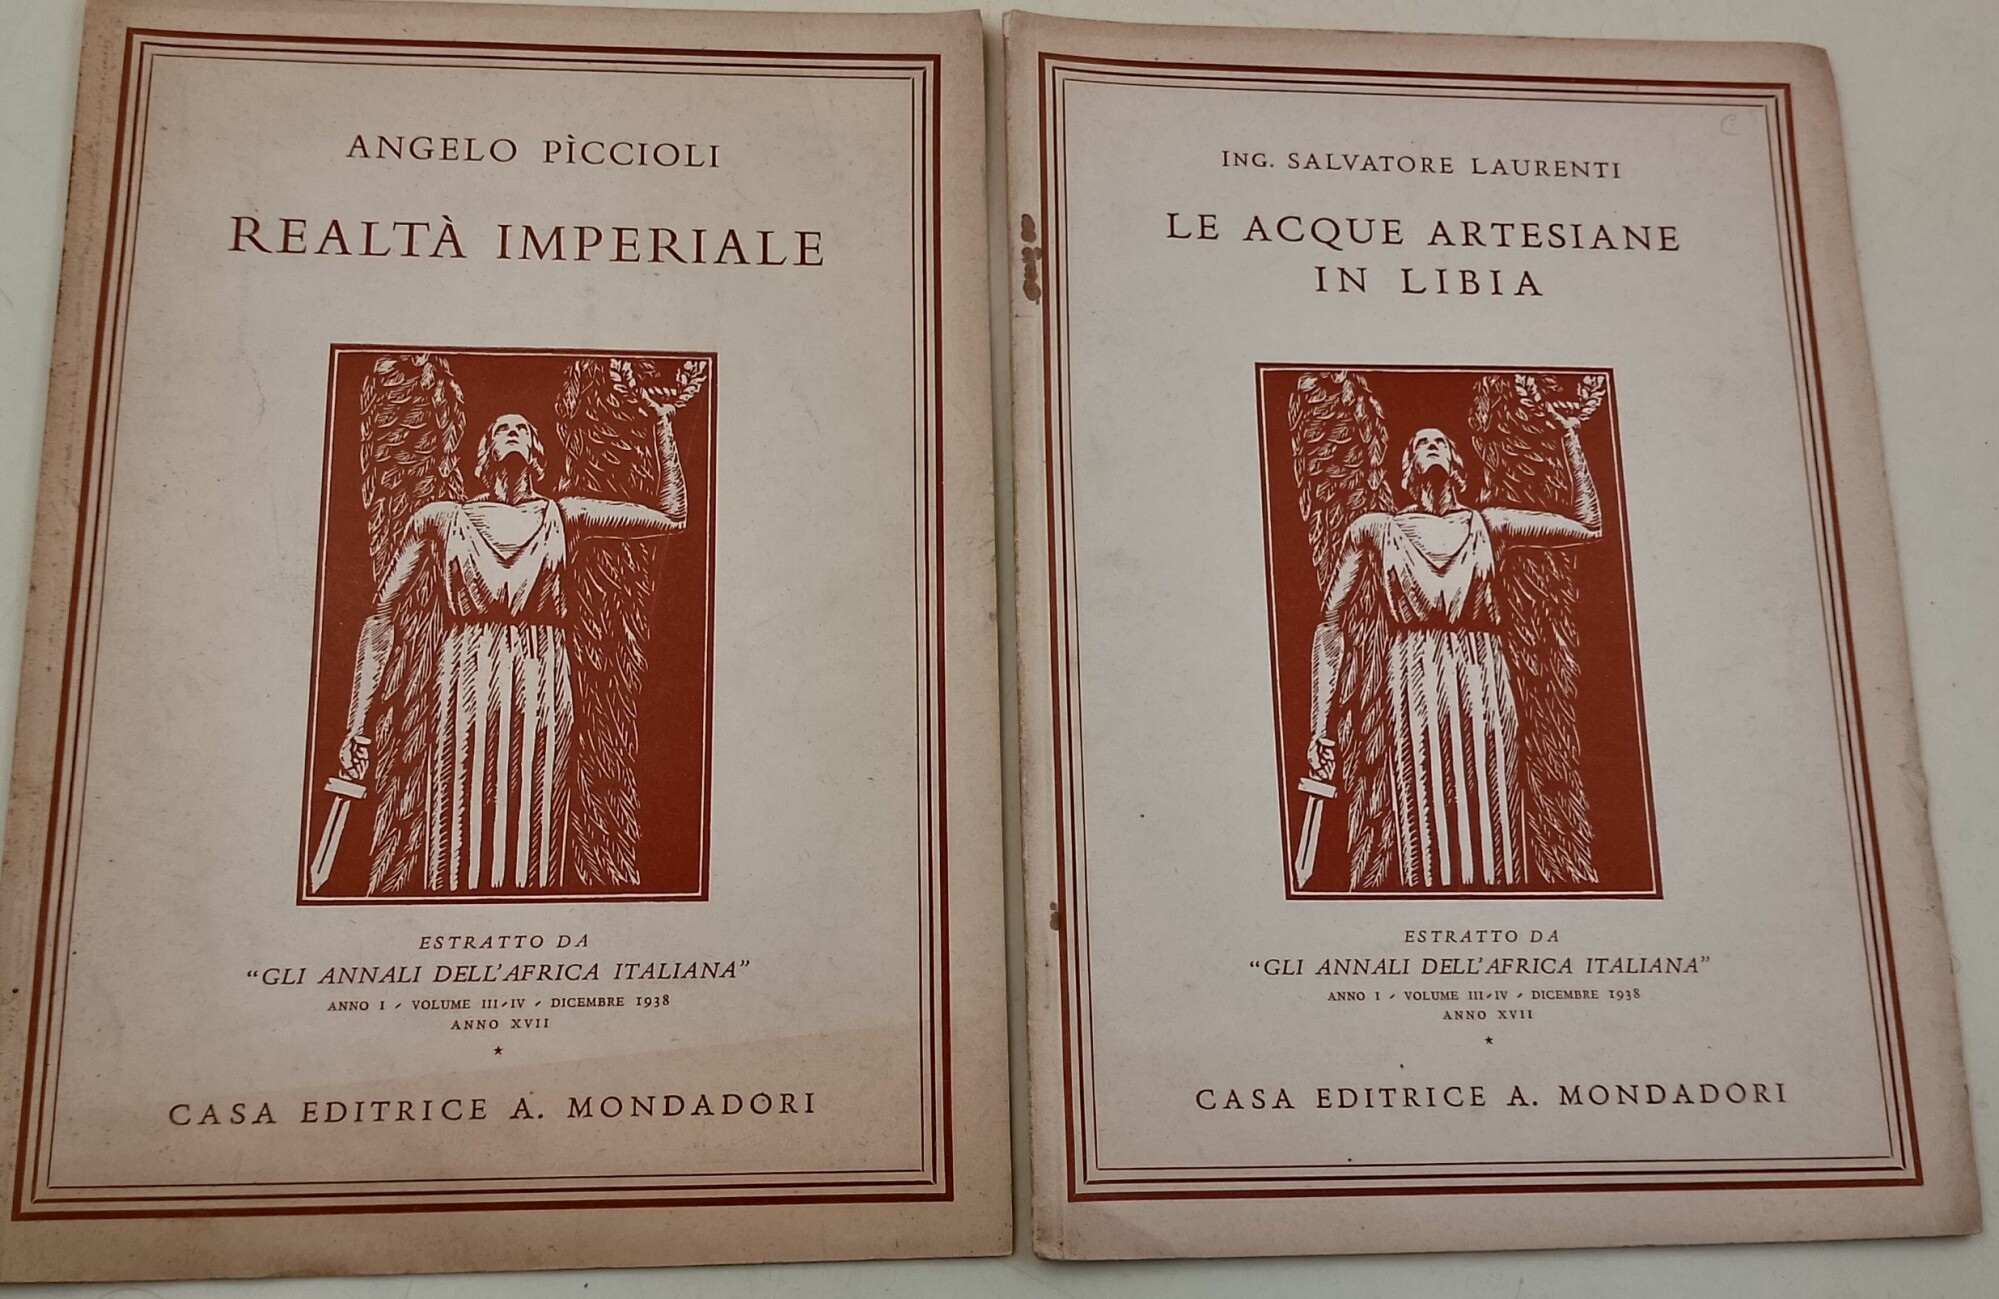 ANGELO PÌCCIOLI
REALTÀ IMPERIALE
ESTRATTO DA
"GLI ANNALI DELL'AFRICA ITALIANA"
ANNO I - VOLUME III-IV - DICEMBRE 1938
ANNO XVII
★
CASA EDITRICE A. MONDADORI
ING. SALVATORE LAURENTI
LE ACQUE ARTESIANE
IN LIBIA
ESTRATTO DA
"GLI ANNALI DELL'AFRICA ITALIANA"
ANNO I - VOLUME III-IV - DICEMBRE 1938
ANNO XVII
★
CASA EDITRICE A. MONDADORI